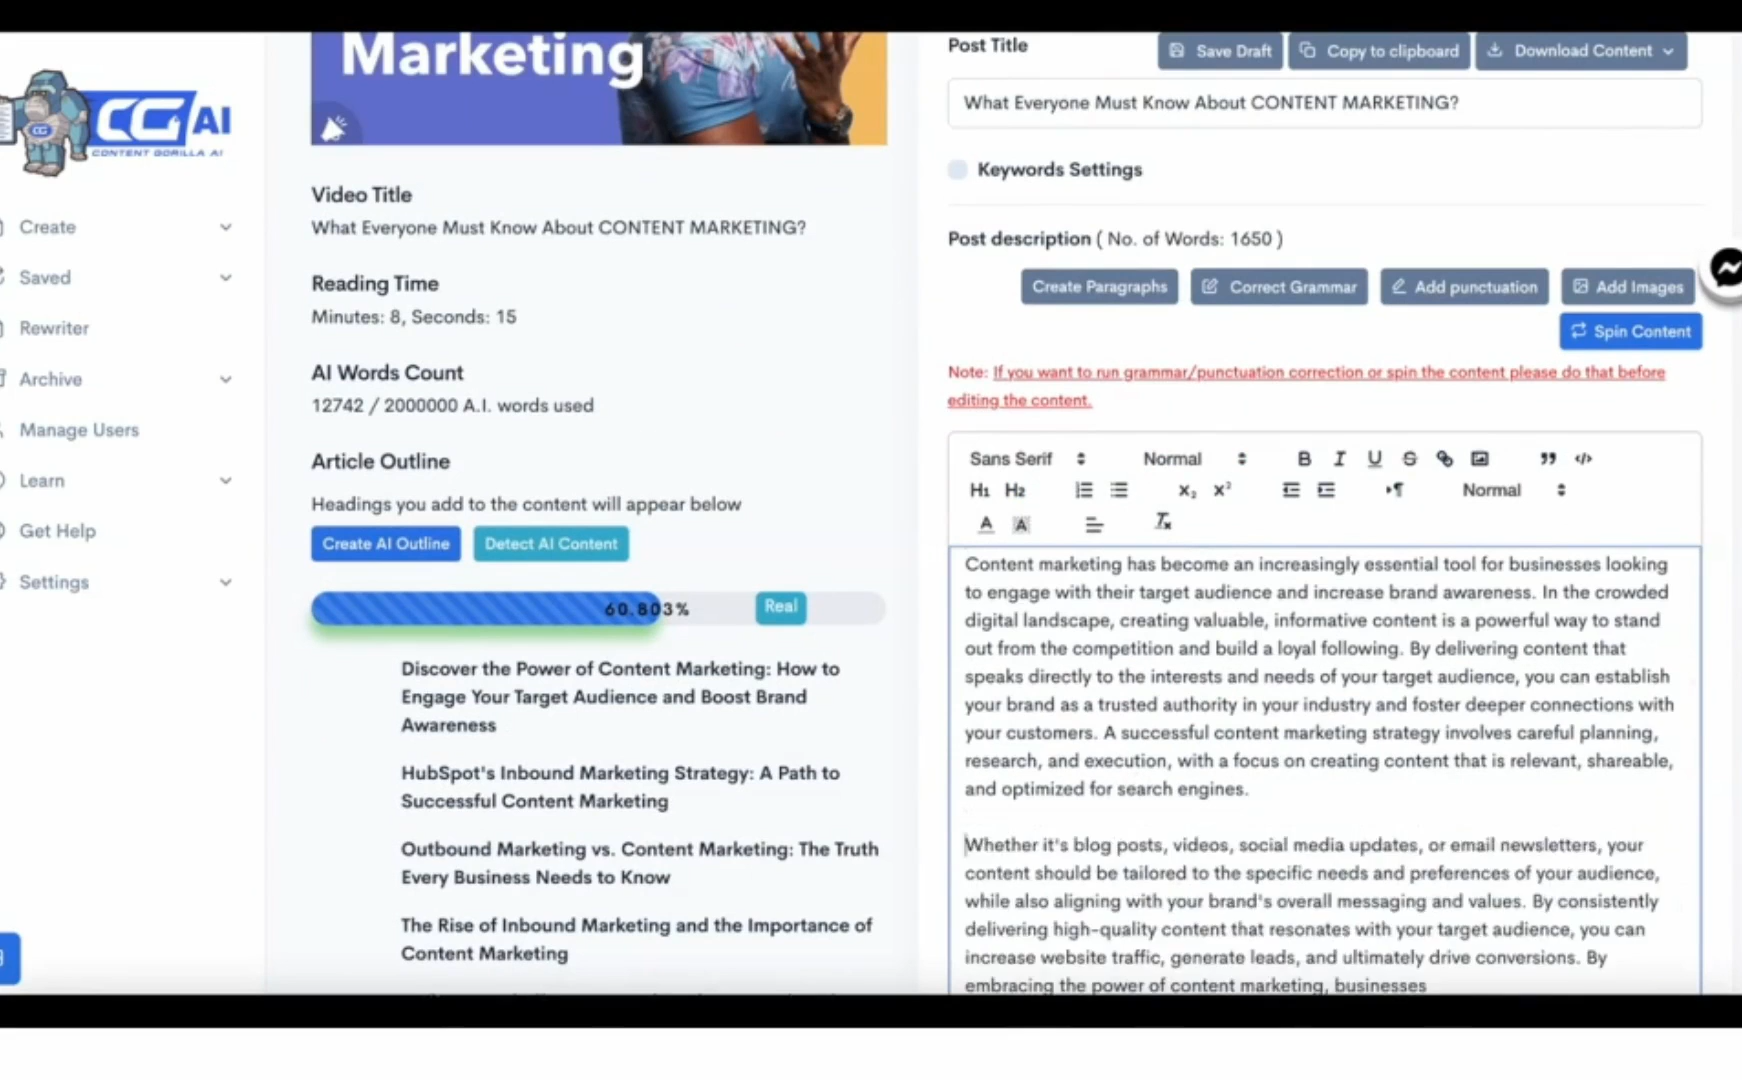 CG AI
CONTENT GORILLA AI
CG
Create
Saved
Rewriter
Archive
Manage Users
Learn
Get Help
Settings
Marketing
Video Title
What Everyone Must Know About CONTENT MARKETING?
Reading Time
Minutes: 8, Seconds: 15
AI Words Count
12742 / 2000000 A.I. words used
Article Outline
Headings you add to the content will appear below
Create AI Outline
Detect AI Content
60.803%
Real
Discover the Power of Content Marketing: How to
Engage Your Target Audience and Boost Brand
Awareness
HubSpot's Inbound Marketing Strategy: A Path to
Successful Content Marketing
Outbound Marketing vs. Content Marketing: The Truth
Every Business Needs to Know
The Rise of Inbound Marketing and the Importance of
Content Marketing
Post Title
Save Draft
Copy to clipboard
Download Content
What Everyone Must Know About CONTENT MARKETING?
Keywords Settings
Post description ( No. of Words: 1650 )
Create Paragraphs
Correct Grammar
Add punctuation
Add Images
Spin Content
Note: If you want to run grammar/punctuation correction or spin the content please do that before
editing the content.
Sans Serif
Normal
B I U S
H1 H2
X2 X2
Normal
A A
Tx
Content marketing has become an increasingly essential tool for businesses looking
to engage with their target audience and increase brand awareness. In the crowded
digital landscape, creating valuable, informative content is a powerful way to stand
out from the competition and build a loyal following. By delivering content that
speaks directly to the interests and needs of your target audience, you can establish
your brand as a trusted authority in your industry and foster deeper connections with
your customers. A successful content marketing strategy involves careful planning,
research, and execution, with a focus on creating content that is relevant, shareable,
and optimized for search engines.
Whether it's blog posts, videos, social media updates, or email newsletters, your
content should be tailored to the specific needs and preferences of your audience,
while also aligning with your brand's overall messaging and values. By consistently
delivering high-quality content that resonates with your target audience, you can
increase website traffic, generate leads, and ultimately drive conversions. By
embracing the power of content marketing, businesses